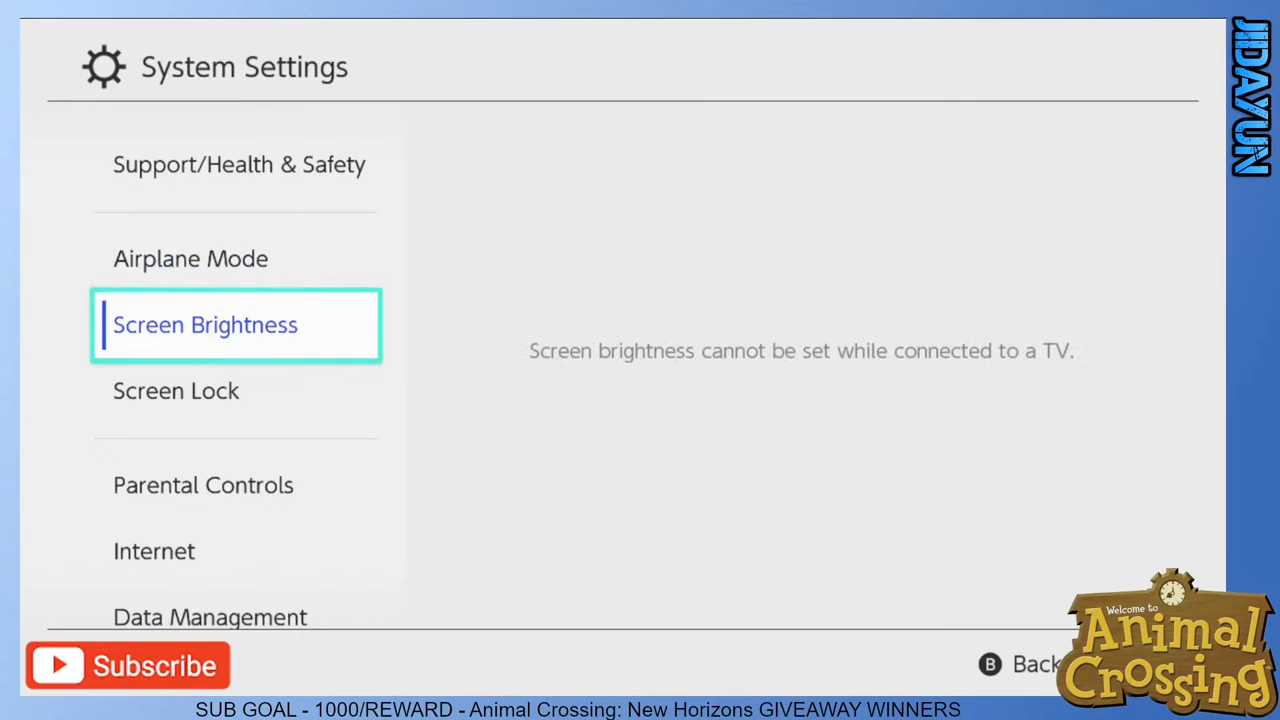 System Settings
Support/Health & Safety
Airplane Mode
Screen Brightness
Screen brightness cannot be set while connected to a TV.
Screen Lock
Parental Controls
Internet
Data Management
B Back
Subscribe
Welcome to
Animal
Crossing
JIDAYUN
SUB GOAL - 1000/REWARD - Animal Crossing: New Horizons GIVEAWAY WINNERS